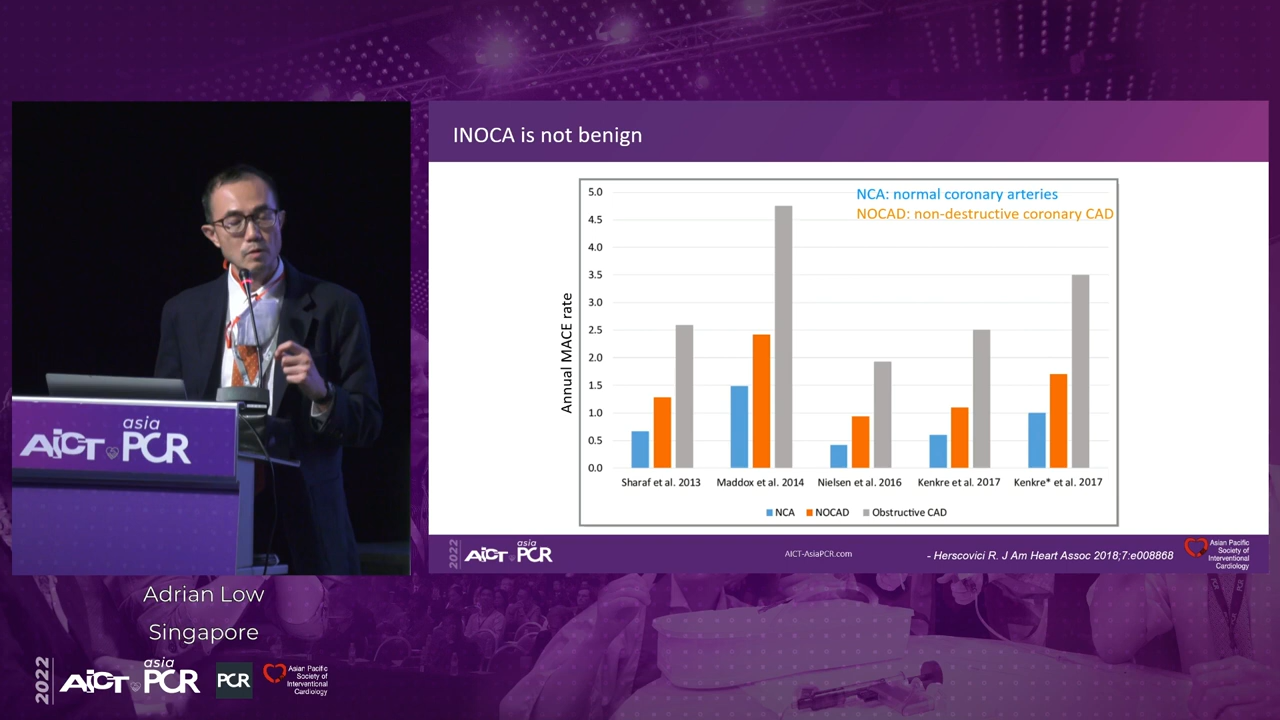 INOCA is not benign
NCA: normal coronary arteries
NOCAD: non-destructive coronary CAD
5.0
4.5
4.0
3.5
3.0
2.5
2.0
1.5
1.0
0.5
0.0
Annual MACE rate
Sharaf et al. 2013
Maddox et al. 2014
Nielsen et al. 2016
Kenkre et al. 2017
Kenkre* et al. 2017
NCA
NOCAD
Obstructive CAD
2022
AICT
asia
PCR
AICT-AsiaPCR.com
- Herscovici R. J Am Heart Assoc 2018;7:e008868
Asian Pacific
Society of
Interventional
Cardiology
asia
AICT PCR
Adrian Low
Singapore
2022
AICT
asia
PCR
PCR
Asian Pacific
Society of
Interventional
Cardiology